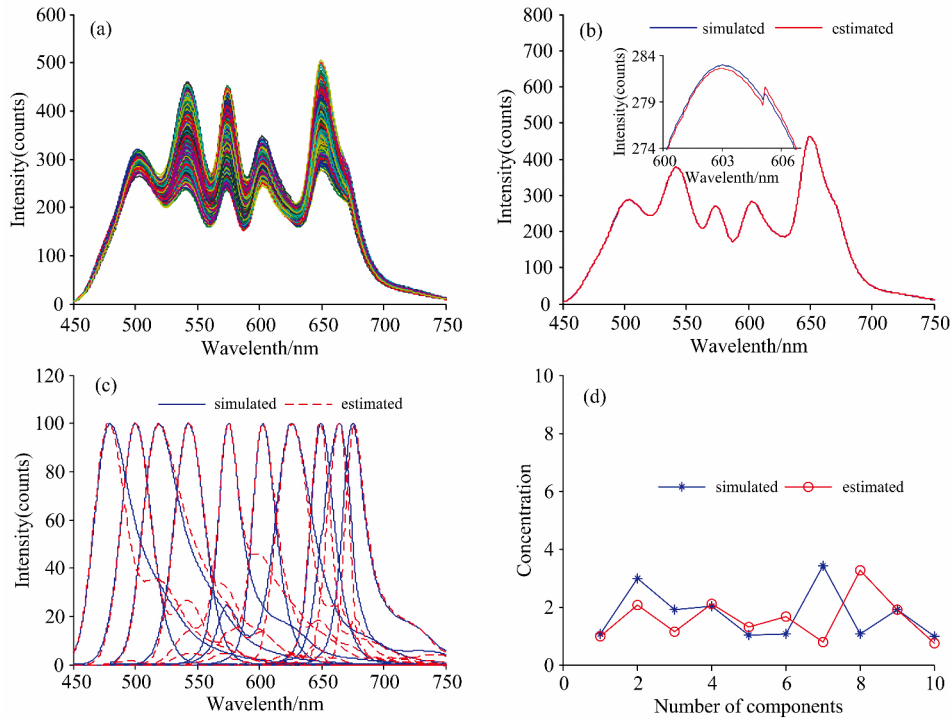 (a)
600
500
400
300
200
100
0
Intensity(counts)
450 500 550 600 650 700 750
Wavelenth/nm
(b)
simulated estimated
800
700
600
500
400
300
200
100
0
Intensity(counts)
284
279
274
Intensity(counts)
600 603 606
Wavelenth/nm
450 500 550 600 650 700 750
Wavelenth/nm
(c)
simulated estimated
120
100
80
60
40
20
0
Intensity(counts)
450 500 550 600 650 700 750
Wavelenth/nm
(d)
simulated estimated
10
8
6
4
2
0
Concentration
0 2 4 6 8 10
Number of components